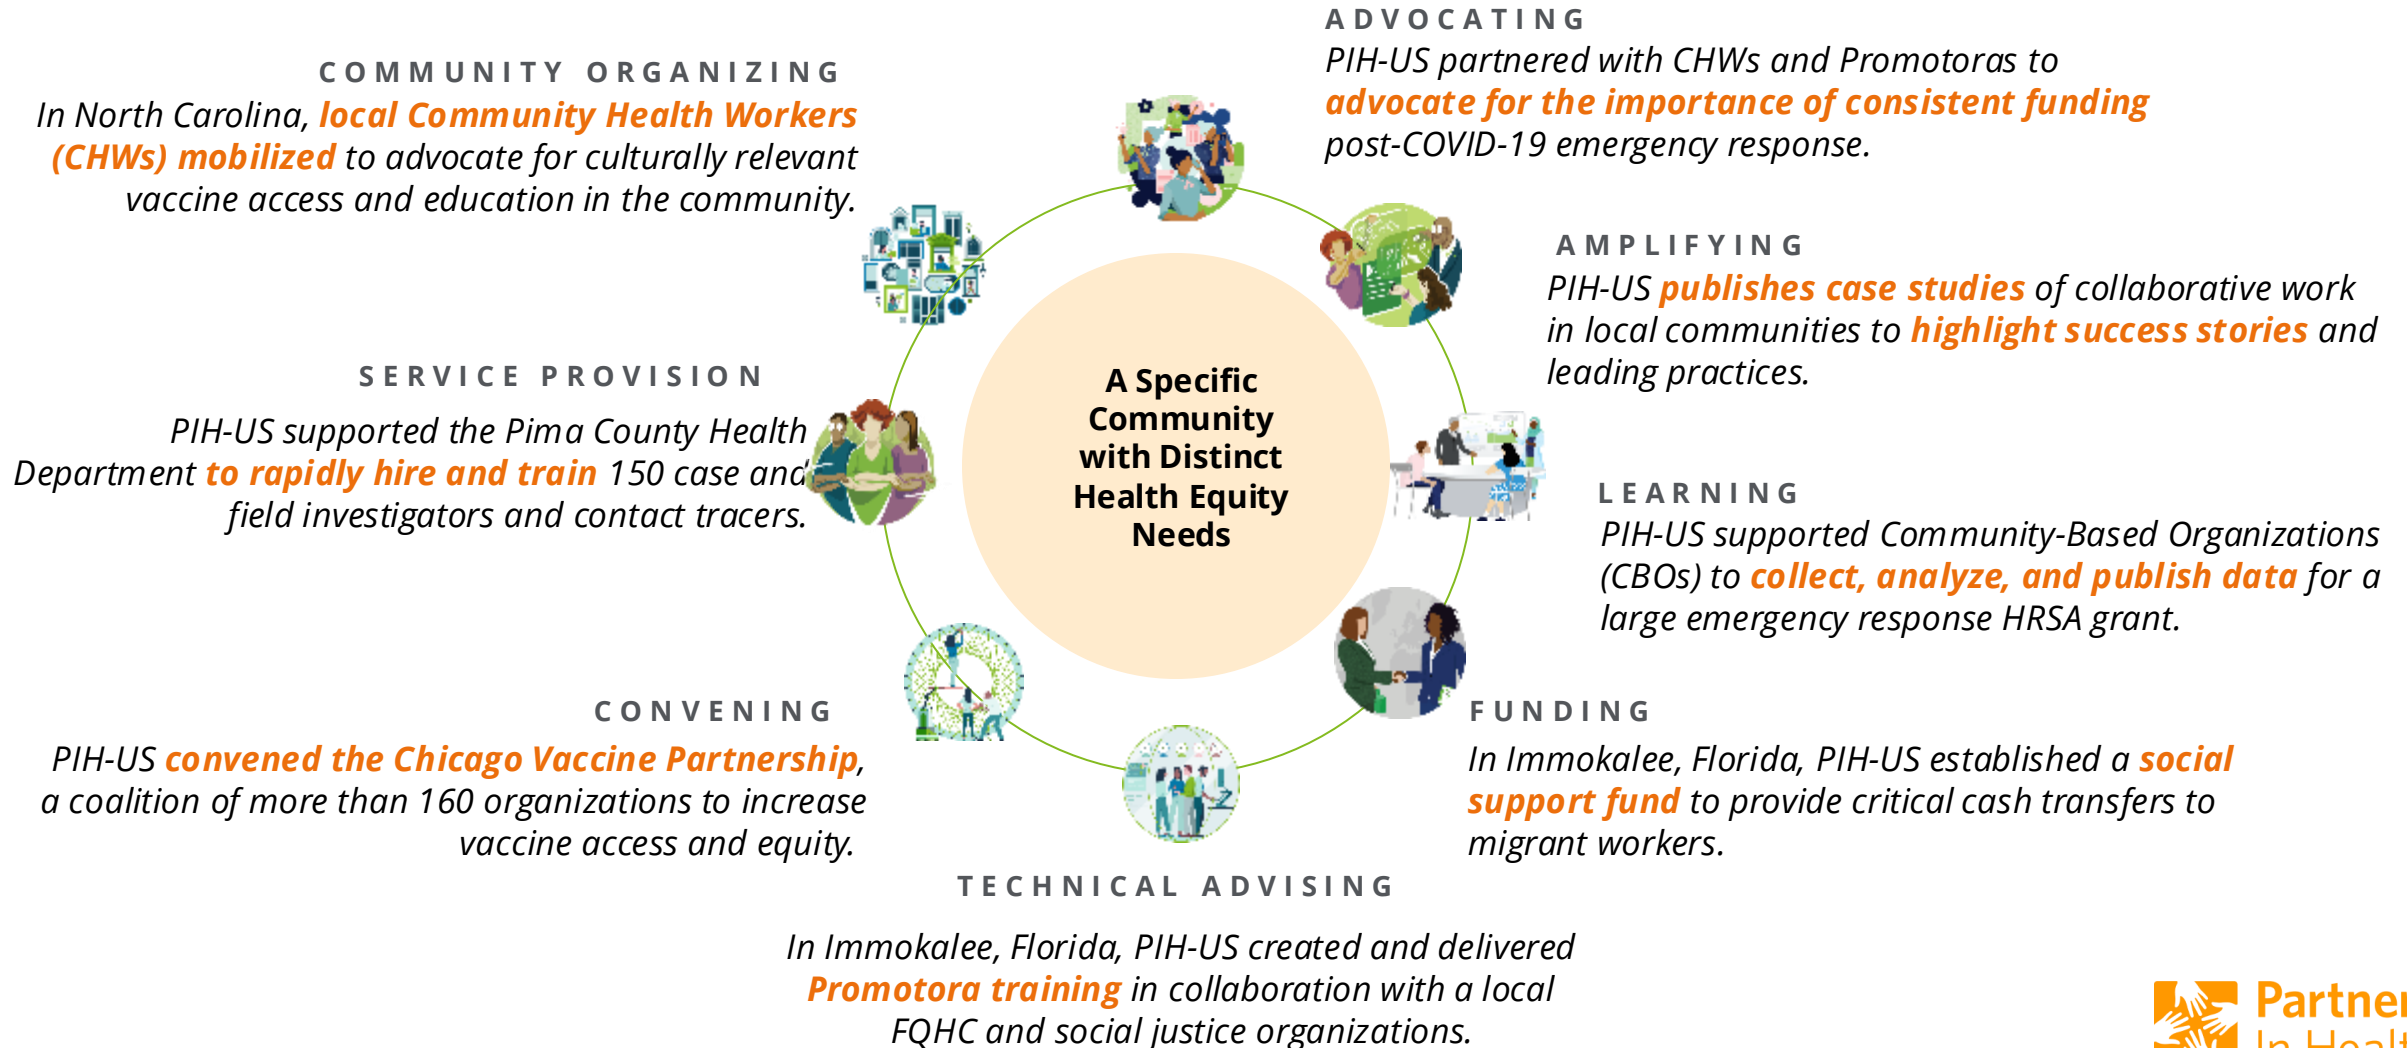 ADVOCATING
PIH-US partnered with CHWs and Promotoras to
advocate for the importance of consistent funding
post-COVID-19 emergency response.
COMMUNITY ORGANIZING
In North Carolina, local Community Health Workers
(CHWs) mobilized to advocate for culturally relevant
vaccine access and education in the community.
AMPLIFYING
PIH-US publishes case studies of collaborative work
in local communities to highlight success stories and
leading practices.
SERVICE PROVISION
PIH-US supported the Pima County Health
Department to rapidly hire and train 150 case and
field investigators and contact tracers.
A Specific
Community
with Distinct
Health Equity
Needs
LEARNING
PIH-US supported Community-Based Organizations
(CBOs) to collect, analyze, and publish data for a
large emergency response HRSA grant.
CONVENING
PIH-US convened the Chicago Vaccine Partnership,
a coalition of more than 160 organizations to increase
vaccine access and equity.
FUNDING
In Immokalee, Florida, PIH-US established a social
support fund to provide critical cash transfers to
migrant workers.
TECHNICAL ADVISING
In Immokalee, Florida, PIH-US created and delivered
Promotora training in collaboration with a local
FQHC and social justice organizations.
Partner
In Healt